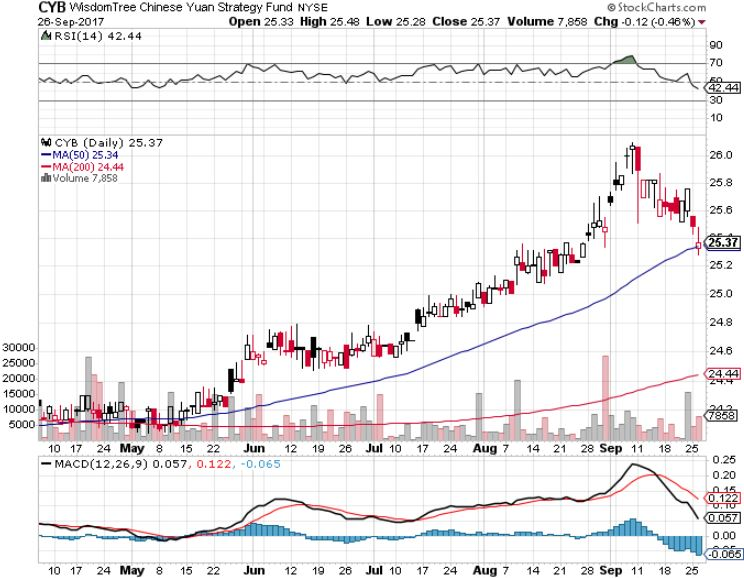 CYB WisdomTree Chinese Yuan Strategy Fund NYSE © StockCharts.com
26-Sep-2017 Open 25.33 High 25.48 Low 25.28 Close 25.37 Volume 7,858 Chg -0.12 (-0.46%)
RSI(14) 42.44
90
70
50
42.44
30
10
CYB (Daily) 25.37
MA(50) 25.34
MA(200) 24.44
Volume 7,858
26.0
25.8
25.6
25.37
25.2
25.0
24.8
30000 24.6
25000
24.44
20000 24.4
15000
10000
7858
5000
10 17 24 May 8 15 22 Jun 12 19 26 Jul 10 17 24 Aug 7 14 21 28 Sep 11 18 25
MACD(12,26,9) 0.057, 0.122, -0.065
0.25
0.20
0.15
0.122
0.057
0.00
-0.065
10 17 24 May 8 15 22 Jun 12 19 26 Jul 10 17 24 Aug 7 14 21 28 Sep 11 18 25